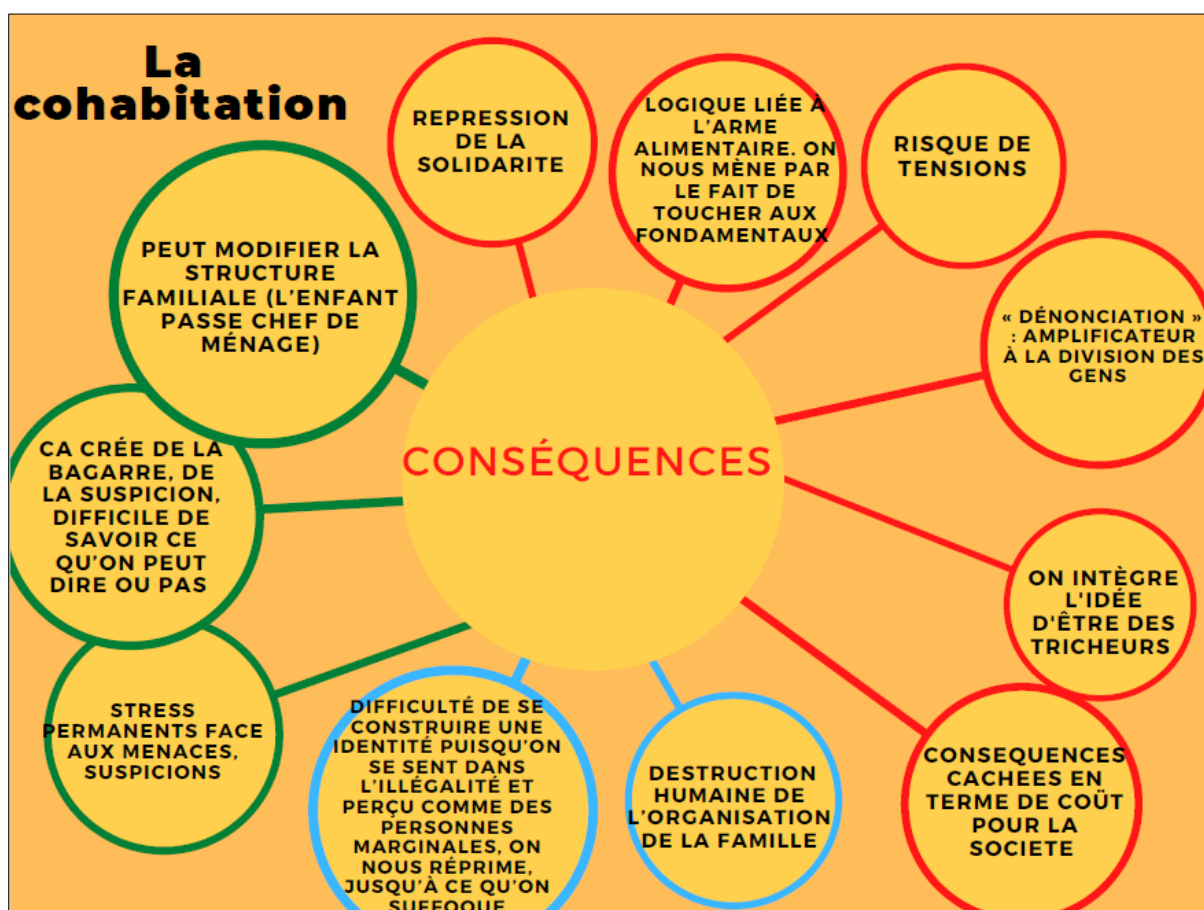 La
cohabitation
REPRESSION
DE LA
SOLIDARITE
LOGIQUE LIÉE À
L'ARME
ALIMENTAIRE. ON
NOUS MÈNE PAR
LE FAIT DE
TOUCHER AUX
FONDAMENTAUX
RISQUE DE
TENSIONS
« DÉNONCIATION »
: AMPLIFICATEUR
À LA DIVISION DES
GENS
PEUT MODIFIER LA
STRUCTURE
FAMILIALE (L'ENFANT
PASSE CHEF DE
MÉNAGE)
CONSÉQUENCES
CA CRÉE DE LA
BAGARRE, DE
LA SUSPICION,
DIFFICILE DE
SAVOIR CE
QU'ON PEUT
DIRE OU PAS
ON INTÈGRE
L'IDÉE
D'ÊTRE DES
TRICHEURS
STRESS
PERMANENTS FACE
AUX MENACES,
SUSPICIONS
DIFFICULTÉ DE SE
CONSTRUIRE UNE
IDENTITÉ PUISQU'ON
SE SENT DANS
L'ILLÉGALITÉ ET
PERÇU COMME DES
PERSONNES
MARGINALES, ON
NOUS RÉPRIME,
JUSQU'À CE QU'ON
SUFFOQUE
DESTRUCTION
HUMAINE DE
L'ORGANISATION
DE LA FAMILLE
CONSEQUENCES
CACHEES EN
TERME DE COÜT
POUR LA
SOCIETE